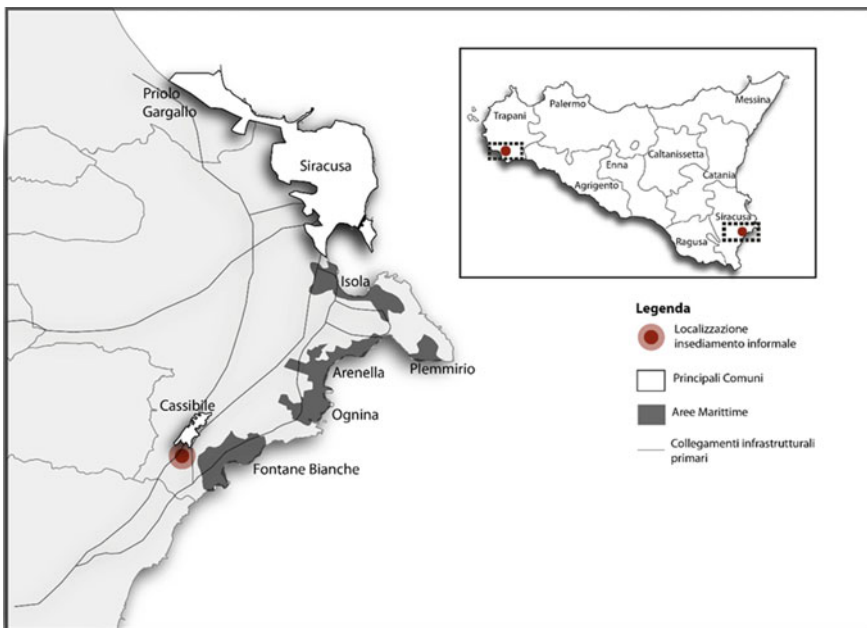 Priolo
Gargallo
Siracusa
Isola
Arenella
Plemmirio
Ognina
Cassibile
Fontane Bianche
Messina
Palermo
Trapani
Caltanissetta
Enna
Catania
Agrigento
Siracusa
Ragusa
Legenda
Localizzazione
insediamento informale
Principali Comuni
Aree Marittime
Collegamenti infrastrutturali
primari